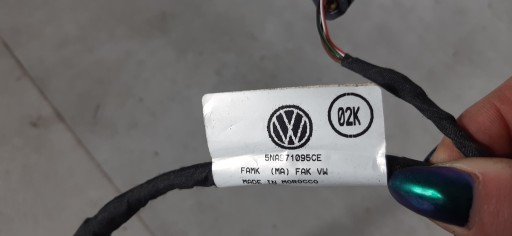 02K
5NA971095CE
FAMK (MA) FAK VW
MADE IN MOROCCO